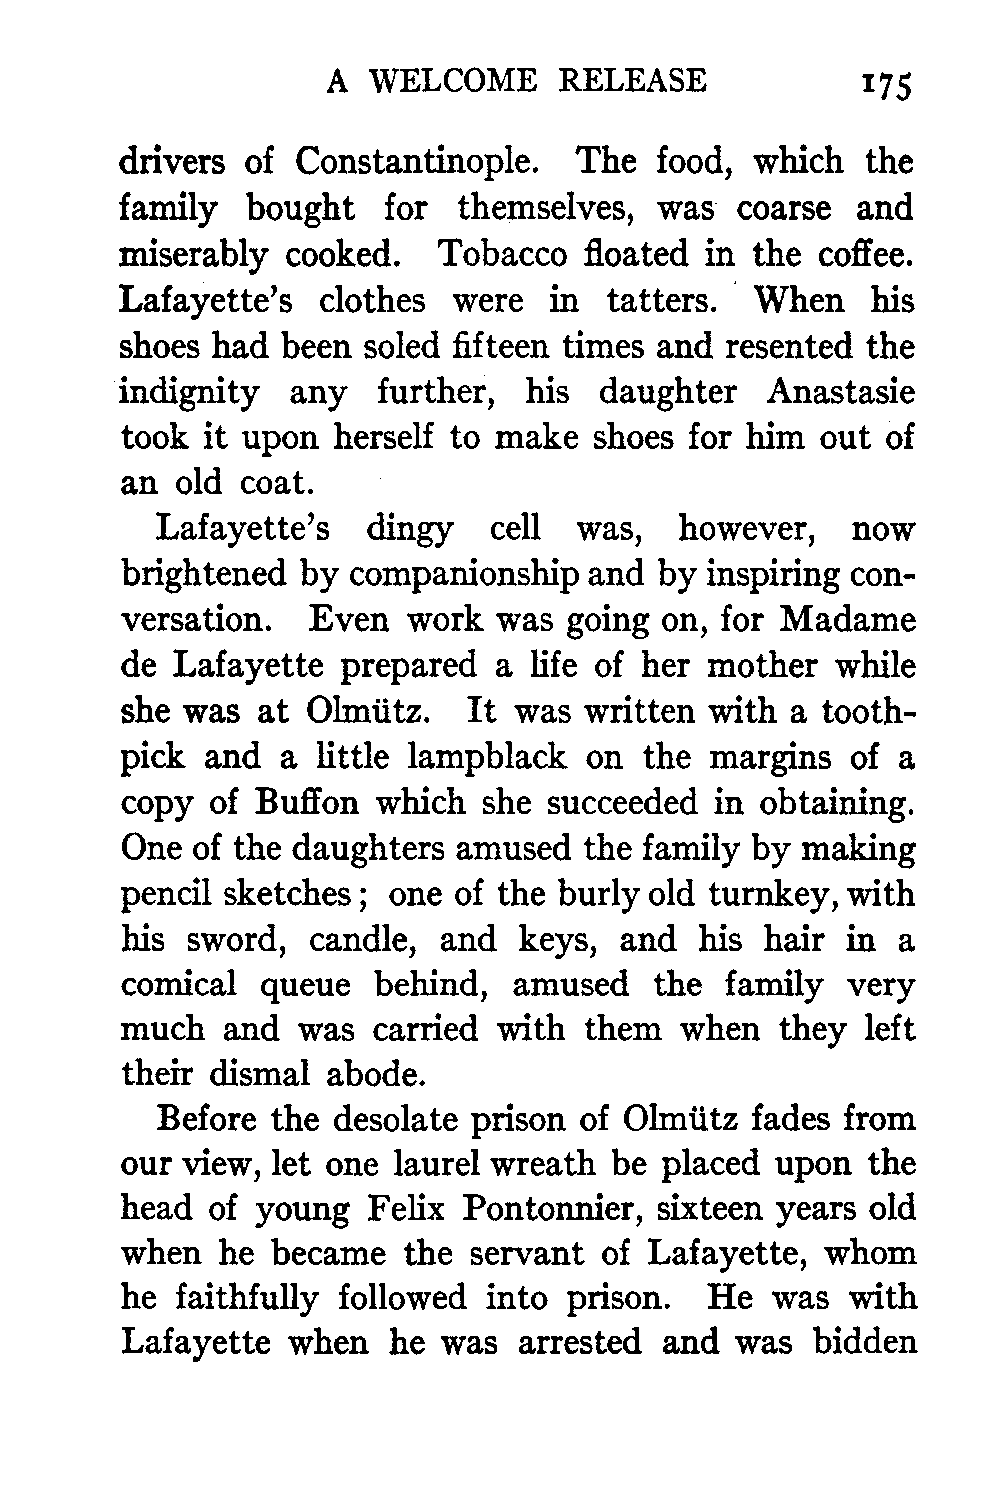 A WELCOME RELEASE 175
drivers of Constantinople. The food, which the
family bought for themselves, was coarse and
miserably cooked. Tobacco floated in the coffee.
Lafayette's clothes were in tatters. When his
shoes had been soled fifteen times and resented the
indignity any further, his daughter Anastasie
took it upon herself to make shoes for him out of
an old coat.
Lafayette's dingy cell was, however, now
brightened by companionship and by inspiring con-
versation. Even work was going on, for Madame
de Lafayette prepared a life of her mother while
she was at Olmütz. It was written with a tooth-
pick and a little lampblack on the margins of a
copy of Buffon which she succeeded in obtaining.
One of the daughters amused the family by making
pencil sketches; one of the burly old turnkey, with
his sword, candle, and keys, and his hair in a
comical queue behind, amused the family very
much and was carried with them when they left
their dismal abode.
Before the desolate prison of Olmütz fades from
our view, let one laurel wreath be placed upon the
head of young Felix Pontonnier, sixteen years old
when he became the servant of Lafayette, whom
he faithfully followed into prison. He was with
Lafayette when he was arrested and was bidden